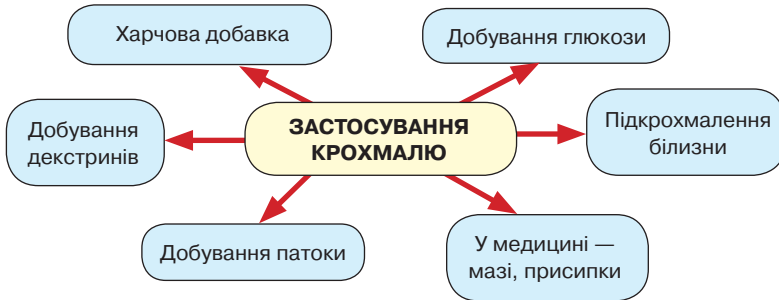 Харчова добавка
Добування глюкози
Добування
декстринів
ЗАСТОСУВАННЯ
КРОХМАЛЮ
Підкрохмалення
білизни
Добування патоки
У медицині —
мазі, присипки